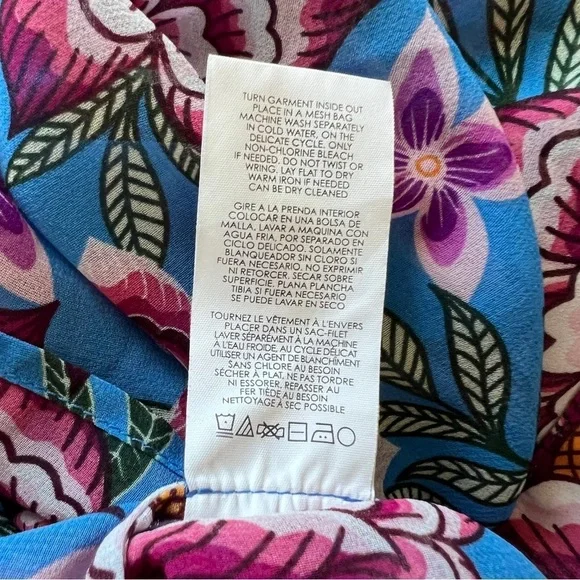 TURN GARMENT INSIDE OUT
PLACE IN A MESH BAG
MACHINE WASH SEPARATELY
IN COLD WATER, ON THE
DELICATE CYCLE. ONLY
NON-CHLORINE BLEACH
IF NEEDED. DO NOT TWIST OR
WRING. LAY FLAT TO DRY
WARM IRON IF NEEDED
CAN BE DRY CLEANED
GIRE A LA PRENDA INTERIOR
COLOCAR EN UNA BOLSA DE
MALLA. LAVAR A MAQUINA CON
AGUA FRIA, POR SEPARADO EN
CICLO DELICADO. SOLAMENTE
BLANQUEADOR SIN CLORO SI
FUERA NECESARIO. NO EXPRIMIR
NI RETORCER. SECAR SOBRE
SUPERFICIE. PLANA PLANCHA
TIBIA SI FUERA NECESARIO
SE PUEDE LAVAR EN SECO
TOURNEZ LE VÊTEMENT À L'ENVERS
PLACER DANS UN SAC-FILET
LAVER SÉPARÉMENT À LA MACHINE
À L'EAU FROIDE, AU CYCLE DÉLICAT
UTILISER UN AGENT DE BLANCHIMENT
SANS CHLORE AU BESOIN
SÉCHER À PLAT, NE PAS TORDRE
NI ESSORER, REPASSER AU
FER TIÈDE AU BESOIN
NETTOYAGE À SEC POSSIBLE